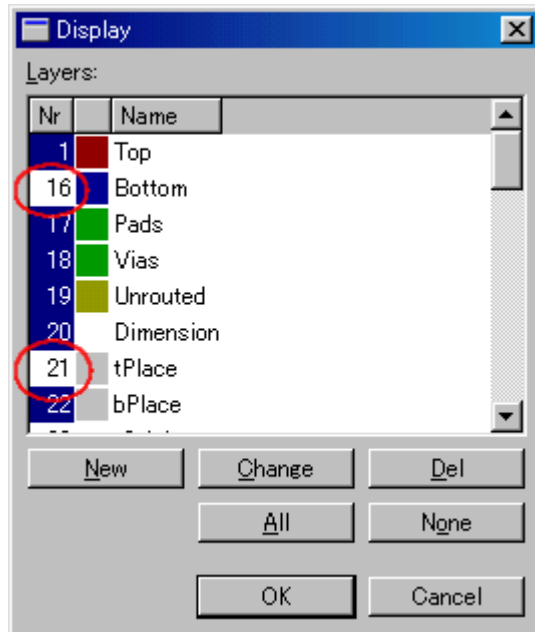 Display
Layers:
Nr Name
1 Top
16 Bottom
17 Pads
18 Vias
19 Unrouted
20 Dimension
21 tPlace
22 bPlace
New Change Del
All None
OK Cancel